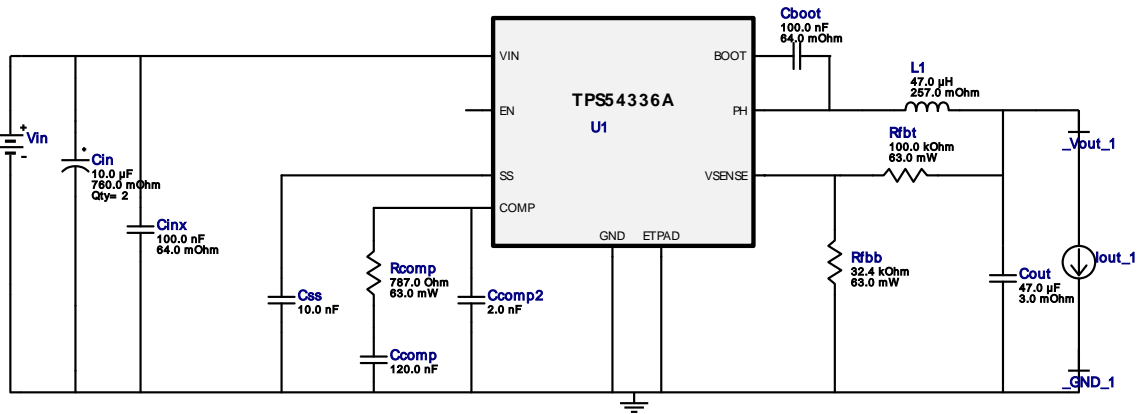 Cboot
100.0 nF
64.0 mOhm
VIN
BOOT
L1
47.0 µH
257.0 mOhm
TPS54336A
U1
EN
PH
+
Vin
-
Cin
10.0 µF
760.0 mOhm
Qty= 2
Rfbt
100.0 kOhm
63.0 mW
_Vout_1
SS
VSENSE
COMP
Cinx
100.0 nF
64.0 mOhm
GND
ETPAD
Rcomp
787.0 Ohm
63.0 mW
Rfbb
32.4 kOhm
63.0 mW
Iout_1
Css
10.0 nF
Ccomp2
2.0 nF
Cout
47.0 µF
3.0 mOhm
Ccomp
120.0 nF
_GND_1